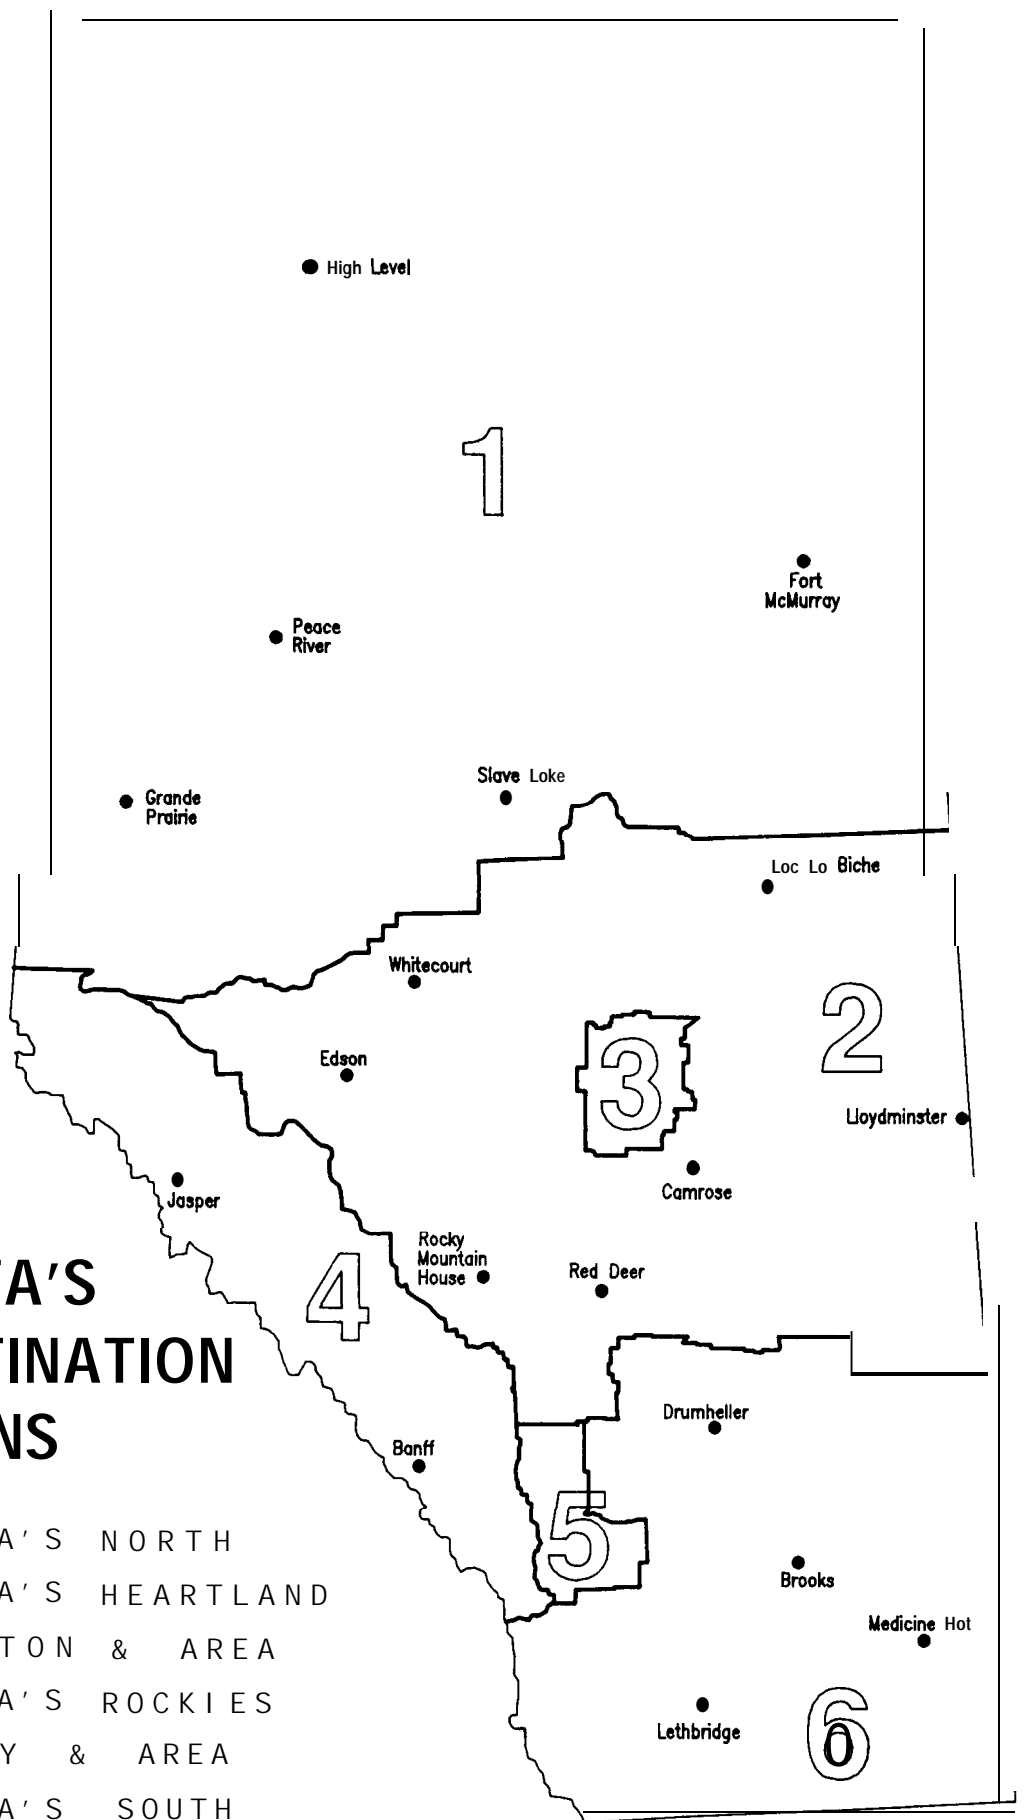 High Level
1
Fort
McMurray
Peace
River
Slave Loke
Grande
Prairie
Loc Lo Biche
Whitecourt
2
Edson
3
Lloydminster
Camrose
Jasper
Rocky
Mountain
House
Red Deer
4
TA'S
TINATION
NS
Drumheller
Banff
5
Brooks
Medicine Hot
Lethbridge
6
A'S NORTH
A'S HEARTLAND
TON & AREA
A'S ROCKIES
Y & AREA
A'S SOUTH